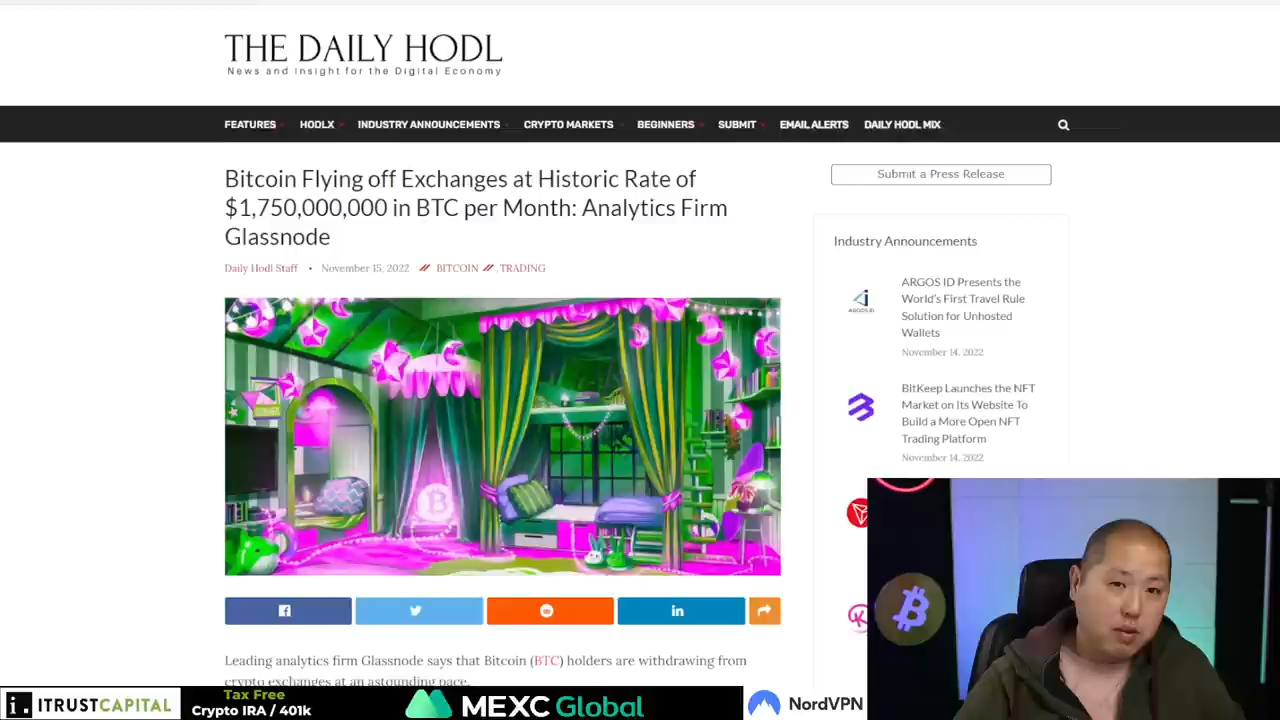 THE DAILY HODL
News and Insight for the Digital Economy
FEATURES
HODLX
INDUSTRY ANNOUNCEMENTS
CRYPTO MARKETS
BEGINNERS
SUBMIT
EMAIL ALERTS
DAILY HODL MIX
Bitcoin Flying off Exchanges at Historic Rate of
$1,750,000,000 in BTC per Month: Analytics Firm
Glassnode
Daily Hodl Staff • November 15, 2022 // BITCOIN // , TRADING
Leading analytics firm Glassnode says that Bitcoin (BTC) holders are withdrawing from
crypto exchanges at an astounding pace.
Submit a Press Release
Industry Announcements
ARGOS ID Presents the
World's First Travel Rule
Solution for Unhosted
Wallets
November 14, 2022
ARGOS ID
BitKeep Launches the NFT
Market on Its Website To
Build a More Open NFT
Trading Platform
November 14, 2022
ITRUSTCAPITAL
Tax Free
Crypto IRA / 401k
MEXC Global
NordVPN